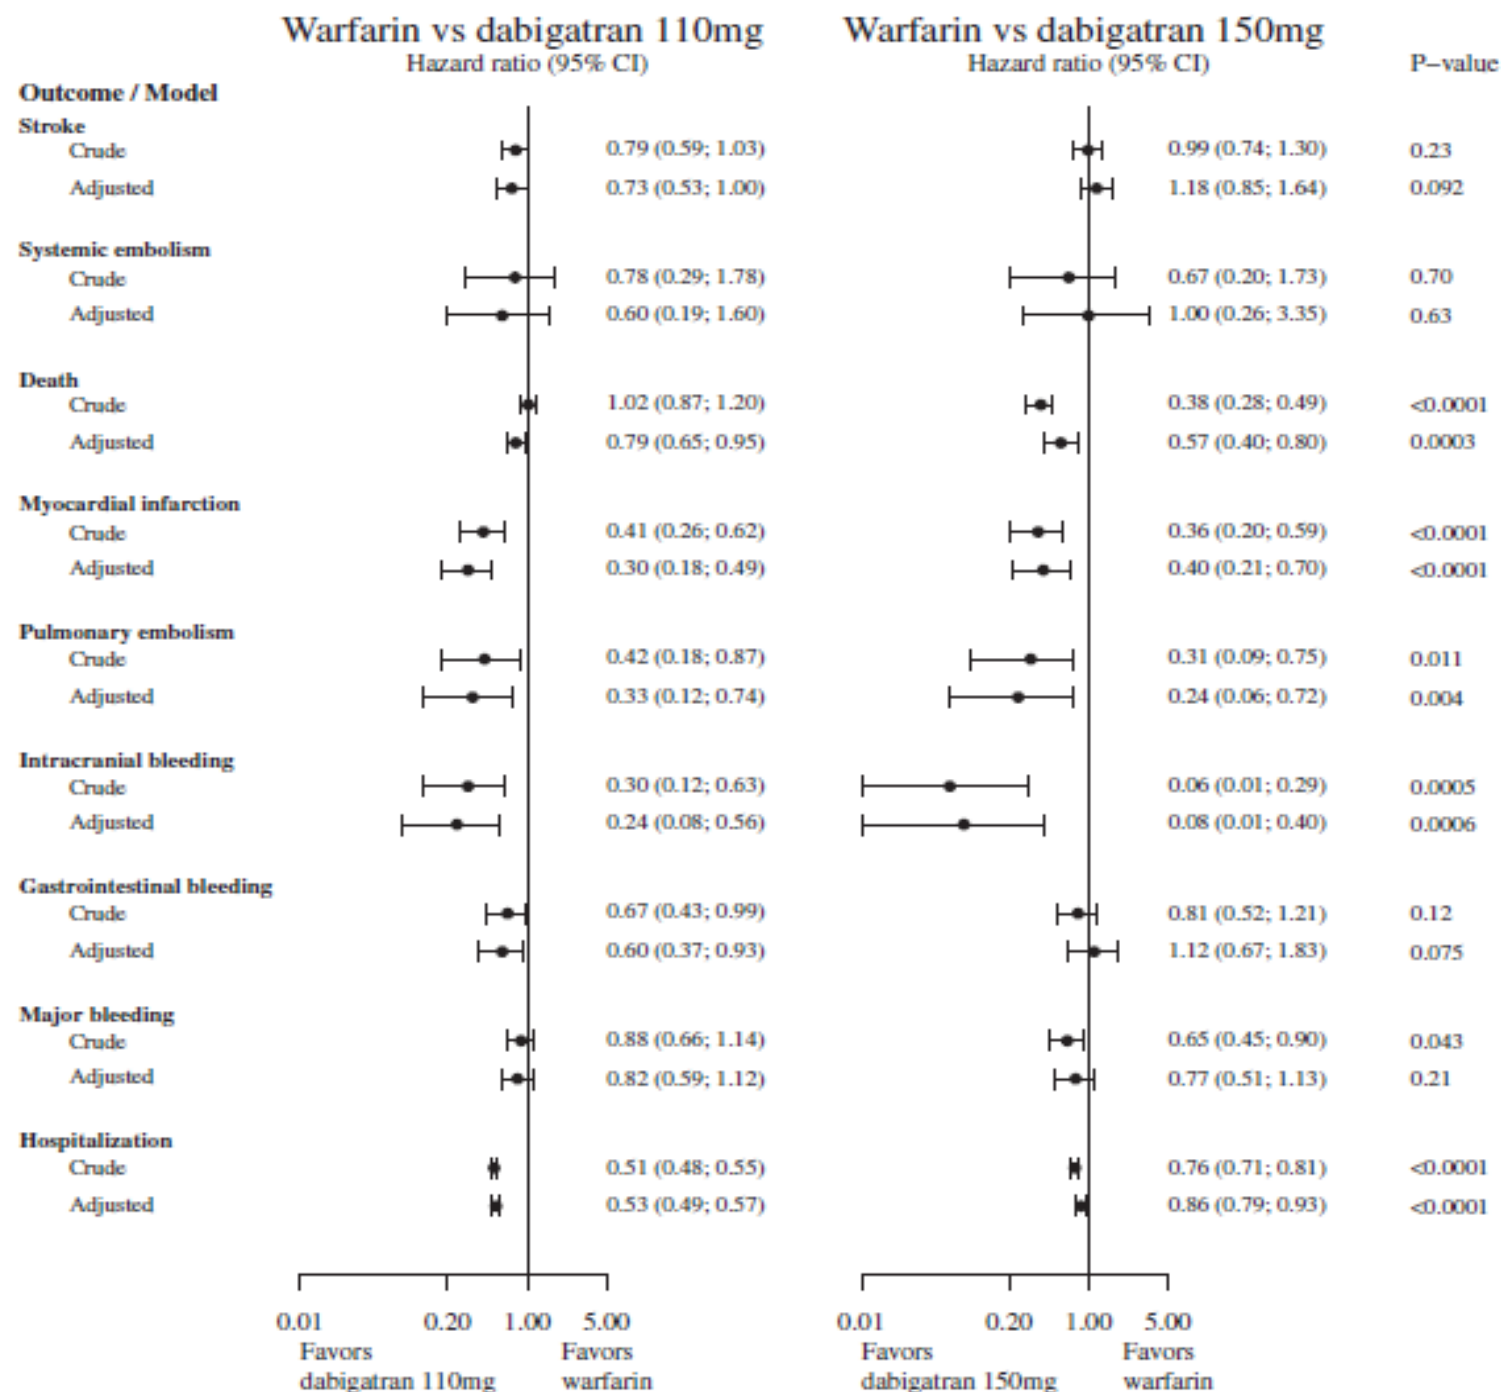 Warfarin vs dabigatran 110mg Warfarin vs dabigatran 150mg
Hazard ratio (95% CI) Hazard ratio (95% CI) P−value
Outcome / Model
Stroke
Crude 0.79 (0.59; 1.03) 0.99 (0.74; 1.30) 0.23
Adjusted 0.73 (0.53; 1.00) 1.18 (0.85; 1.64) 0.092
Systemic embolism
Crude 0.78 (0.29; 1.78) 0.67 (0.20; 1.73) 0.70
Adjusted 0.60 (0.19; 1.60) 1.00 (0.26; 3.35) 0.63
Death
Crude 1.02 (0.87; 1.20) 0.38 (0.28; 0.49) <0.0001
Adjusted 0.79 (0.65; 0.95) 0.57 (0.40; 0.80) 0.0003
Myocardial infarction
Crude 0.41 (0.26; 0.62) 0.36 (0.20; 0.59) <0.0001
Adjusted 0.30 (0.18; 0.49) 0.40 (0.21; 0.70) <0.0001
Pulmonary embolism
Crude 0.42 (0.18; 0.87) 0.31 (0.09; 0.75) 0.011
Adjusted 0.33 (0.12; 0.74) 0.24 (0.06; 0.72) 0.004
Intracranial bleeding
Crude 0.30 (0.12; 0.63) 0.06 (0.01; 0.29) 0.0005
Adjusted 0.24 (0.08; 0.56) 0.08 (0.01; 0.40) 0.0006
Gastrointestinal bleeding
Crude 0.67 (0.43; 0.99) 0.81 (0.52; 1.21) 0.12
Adjusted 0.60 (0.37; 0.93) 1.12 (0.67; 1.83) 0.075
Major bleeding
Crude 0.88 (0.66; 1.14) 0.65 (0.45; 0.90) 0.043
Adjusted 0.82 (0.59; 1.12) 0.77 (0.51; 1.13) 0.21
Hospitalization
Crude 0.51 (0.48; 0.55) 0.76 (0.71; 0.81) <0.0001
Adjusted 0.53 (0.49; 0.57) 0.86 (0.79; 0.93) <0.0001
0.01 0.20 1.00 5.00 0.01 0.20 1.00 5.00
Favors Favors Favors Favors
dabigatran 110mg warfarin dabigatran 150mg warfarin